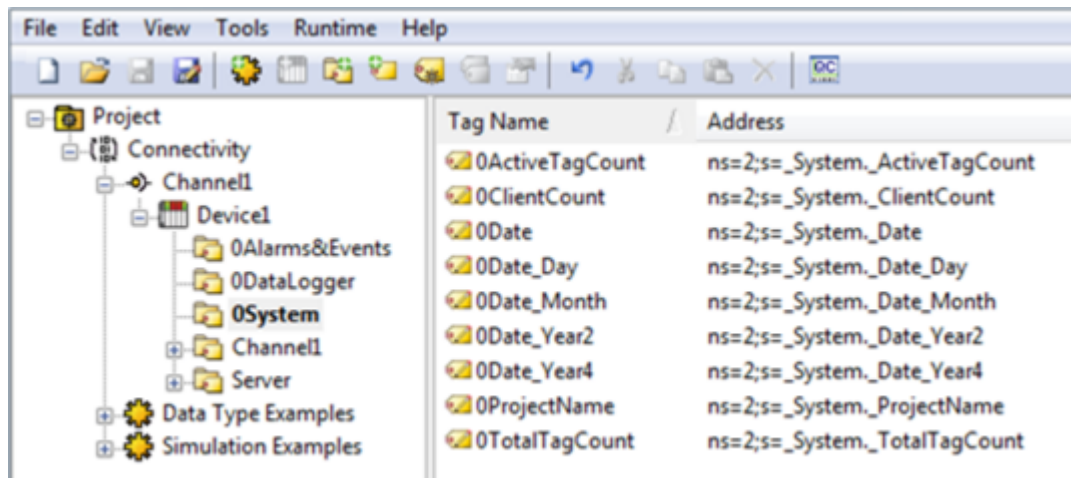 File Edit View Tools Runtime Help
QC
Project
Connectivity
Channel1
Device1
0Alarms&Events
0DataLogger
0System
Channel1
Server
Data Type Examples
Simulation Examples
Tag Name / Address
0ActiveTagCount ns=2;s=_System._ActiveTagCount
0ClientCount ns=2;s=_System._ClientCount
0Date ns=2;s=_System._Date
0Date_Day ns=2;s=_System._Date_Day
0Date_Month ns=2;s=_System._Date_Month
0Date_Year2 ns=2;s=_System._Date_Year2
0Date_Year4 ns=2;s=_System._Date_Year4
0ProjectName ns=2;s=_System._ProjectName
0TotalTagCount ns=2;s=_System._TotalTagCount